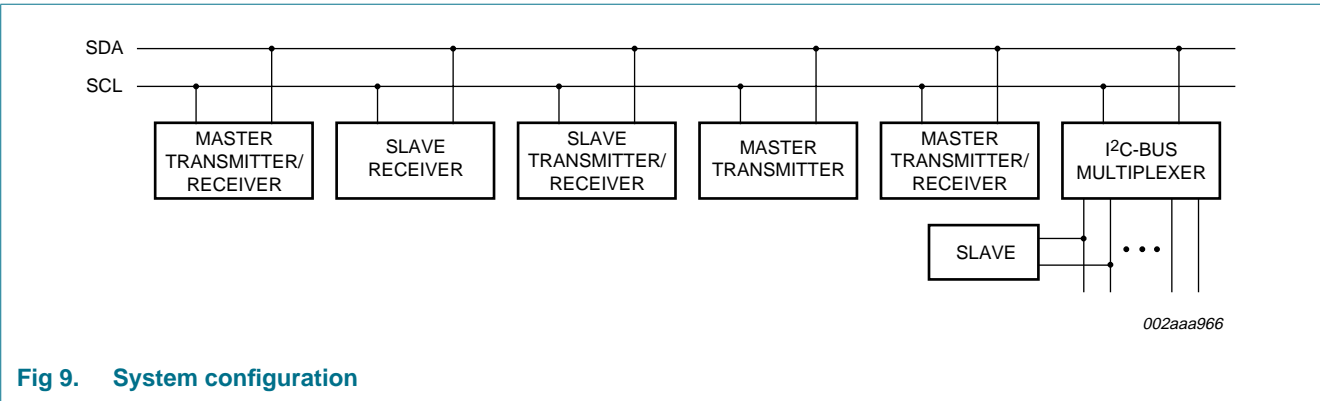 SDA
SCL
MASTER
TRANSMITTER/
RECEIVER
SLAVE
RECEIVER
SLAVE
TRANSMITTER/
RECEIVER
MASTER
TRANSMITTER
MASTER
TRANSMITTER/
RECEIVER
I²C-BUS
MULTIPLEXER
SLAVE
002aaa966
Fig 9. System configuration